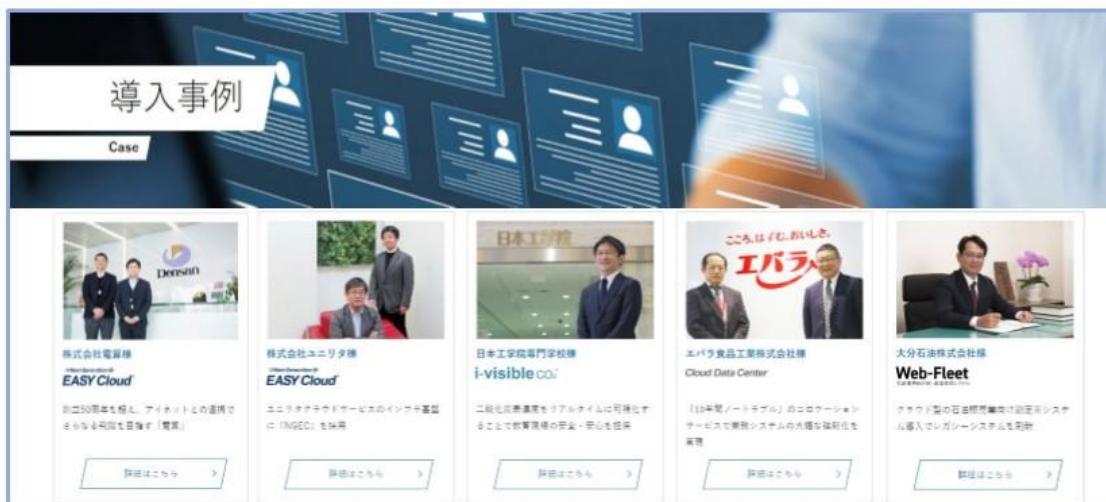 導入事例
Case
Densan
日本工学院
こころ、はずむ、おいしさ。
エバラ
株式会社電算様
Next Generation
EASY Cloud
創立50周年を超え、アイネットとの連携で
さらなる飛躍を目指す「電算」
詳細はこちら
株式会社ユニリタ様
Next Generation
EASY Cloud
ユニリタクラウドサービスのインフラ基盤
に「NGEC」を採用
詳細はこちら
日本工学院専門学校様
i-visible CO₂
二酸化炭素濃度をリアルタイムに可視化す
ることで教育現場の安全・安心を担保
詳細はこちら
エバラ食品工業株式会社様
Cloud Data Center
「10年間ノートラブル」のコロケーション
サービスで業務システムの大幅な強靭化を
実現
詳細はこちら
大分石油株式会社様
Web-Fleet
クラウド型の石油販売業向け勘定系システ
ム導入でレガシーシステムを刷新
詳細はこちら